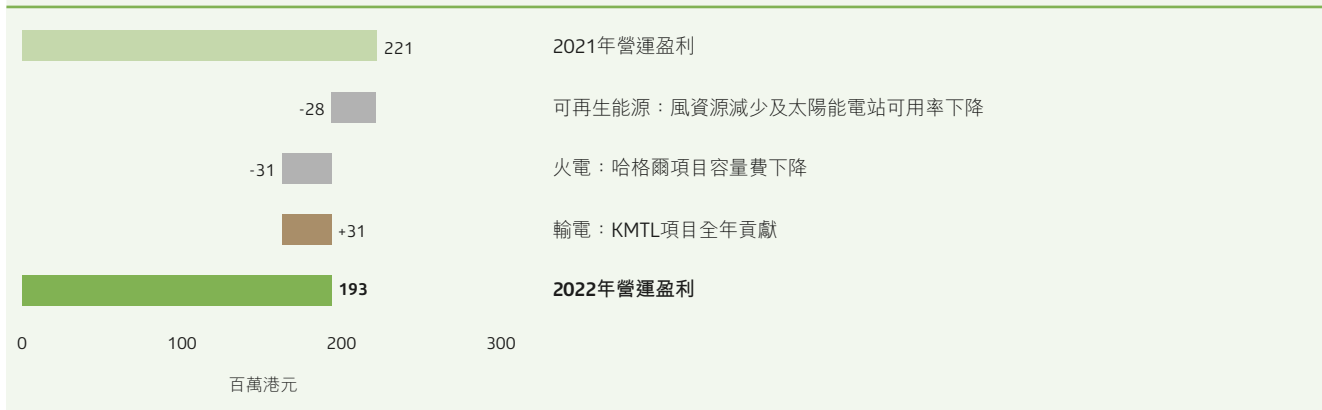 221 2021年營運盈利
-28 可再生能源：風資源減少及太陽能電站可用率下降
-31 火電：哈格爾項目容量費下降
+31 輸電：KMTL項目全年貢獻
193 2022年營運盈利
0 100 200 300
百萬港元